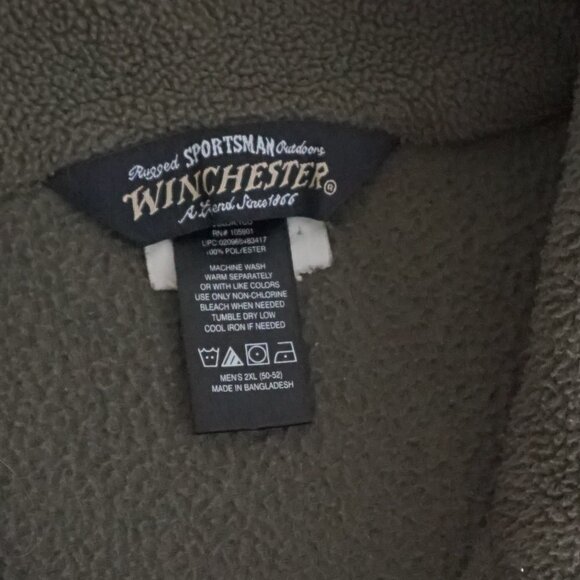 Rugged SPORTSMAN Outdoors
WINCHESTER®
A Legend Since 1866
RN# 105901
UPC:020968483417
100% POLYESTER
MACHINE WASH
WARM SEPARATELY
OR WITH LIKE COLORS
USE ONLY NON-CHLORINE
BLEACH WHEN NEEDED
TUMBLE DRY LOW
COOL IRON IF NEEDED
MEN'S 2XL (50-52)
MADE IN BANGLADESH